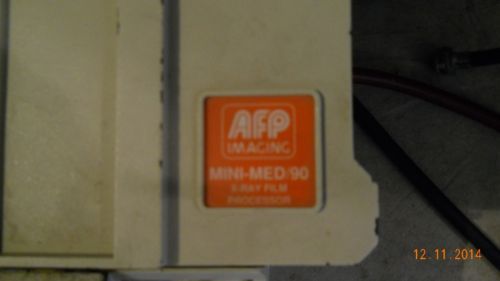 AFP
IMAGING
MINI-MED/90
X-RAY FILM
PROCESSOR
12.11.2014